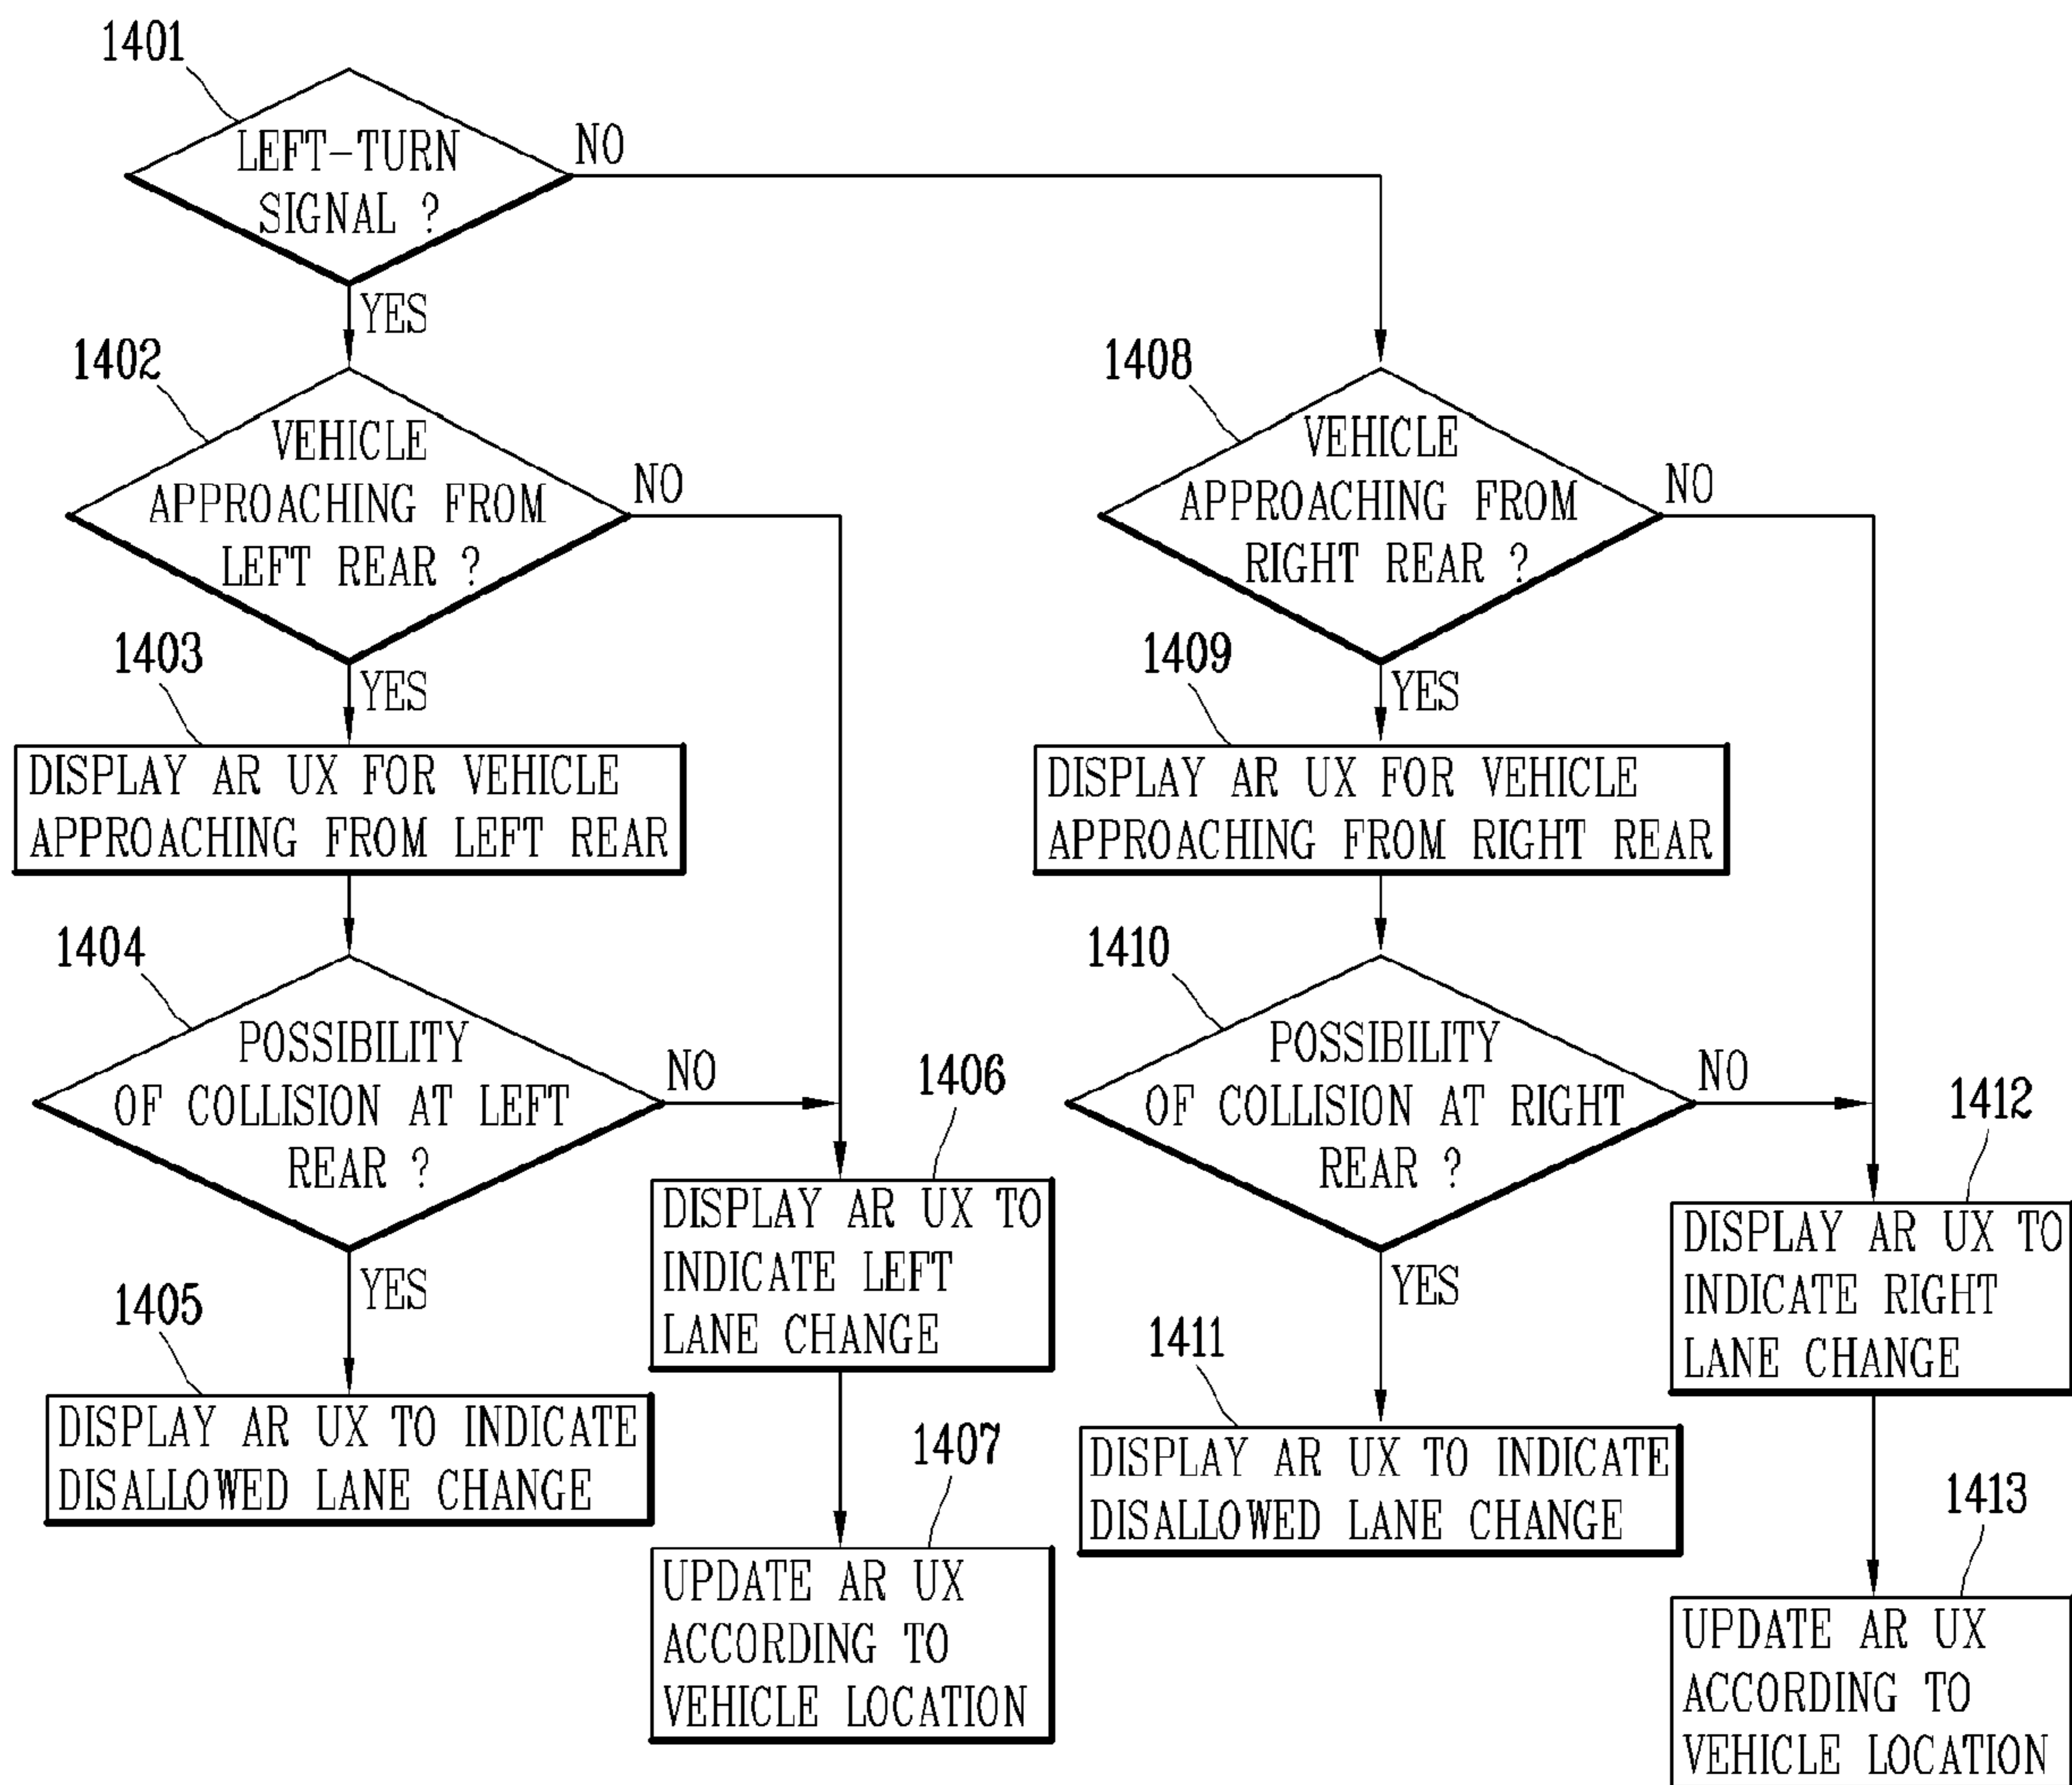 1401
LEFT-TURN
SIGNAL ?
NO
YES
1402
VEHICLE
APPROACHING FROM
LEFT REAR ?
NO
YES
1403
DISPLAY AR UX FOR VEHICLE
APPROACHING FROM LEFT REAR
1404
POSSIBILITY
OF COLLISION AT LEFT
REAR ?
NO
YES
1405
DISPLAY AR UX TO INDICATE
DISALLOWED LANE CHANGE
1406
DISPLAY AR UX TO
INDICATE LEFT
LANE CHANGE
1407
UPDATE AR UX
ACCORDING TO
VEHICLE LOCATION
1408
VEHICLE
APPROACHING FROM
RIGHT REAR ?
NO
YES
1409
DISPLAY AR UX FOR VEHICLE
APPROACHING FROM RIGHT REAR
1410
POSSIBILITY
OF COLLISION AT RIGHT
REAR ?
NO
YES
1411
DISPLAY AR UX TO INDICATE
DISALLOWED LANE CHANGE
1412
DISPLAY AR UX TO
INDICATE RIGHT
LANE CHANGE
1413
UPDATE AR UX
ACCORDING TO
VEHICLE LOCATION